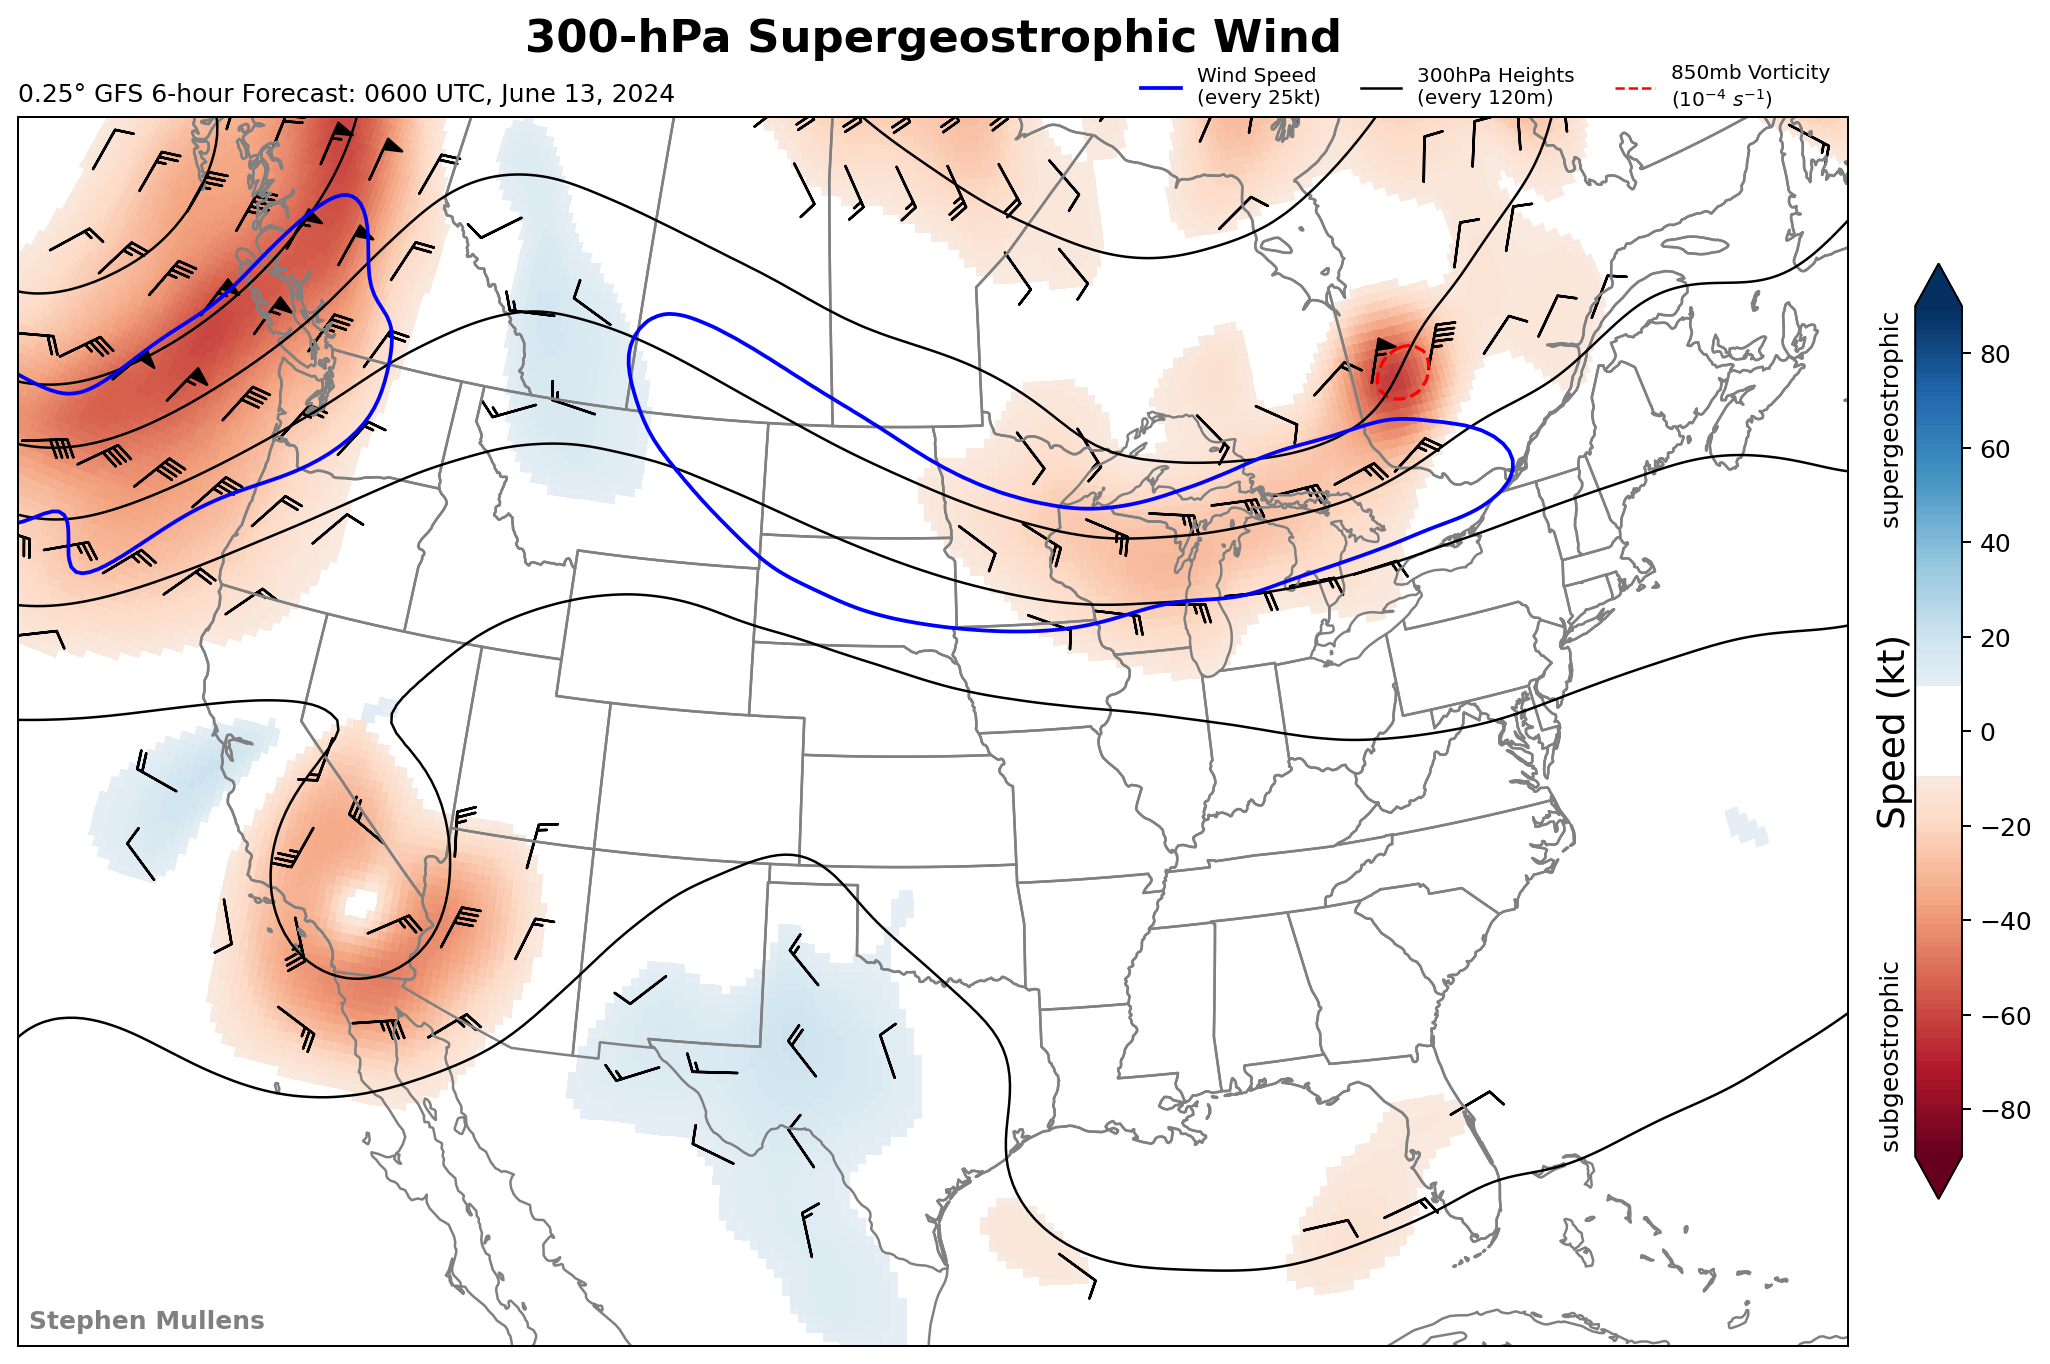 300-hPa Supergeostrophic Wind
0.25° GFS 6-hour Forecast: 0600 UTC, June 13, 2024
Wind Speed
(every 25kt)
300hPa Heights
(every 120m)
850mb Vorticity
(10⁻⁴ s⁻¹)
supergeostrophic
Speed (kt)
subgeostrophic
80
60
40
20
0
−20
−40
−60
−80
Stephen Mullens